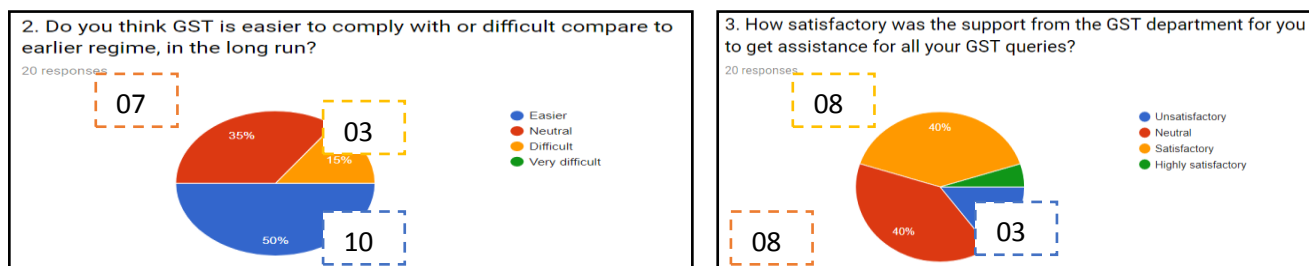 2. Do you think GST is easier to comply with or difficult compare to
earlier regime, in the long run?
20 responses
07
35%
03
15%
50%
10
Easier
Neutral
Difficult
Very difficult
3. How satisfactory was the support from the GST department for you
to get assistance for all your GST queries?
20 responses
08
40%
08
40%
03
Unsatisfactory
Neutral
Satisfactory
Highly satisfactory